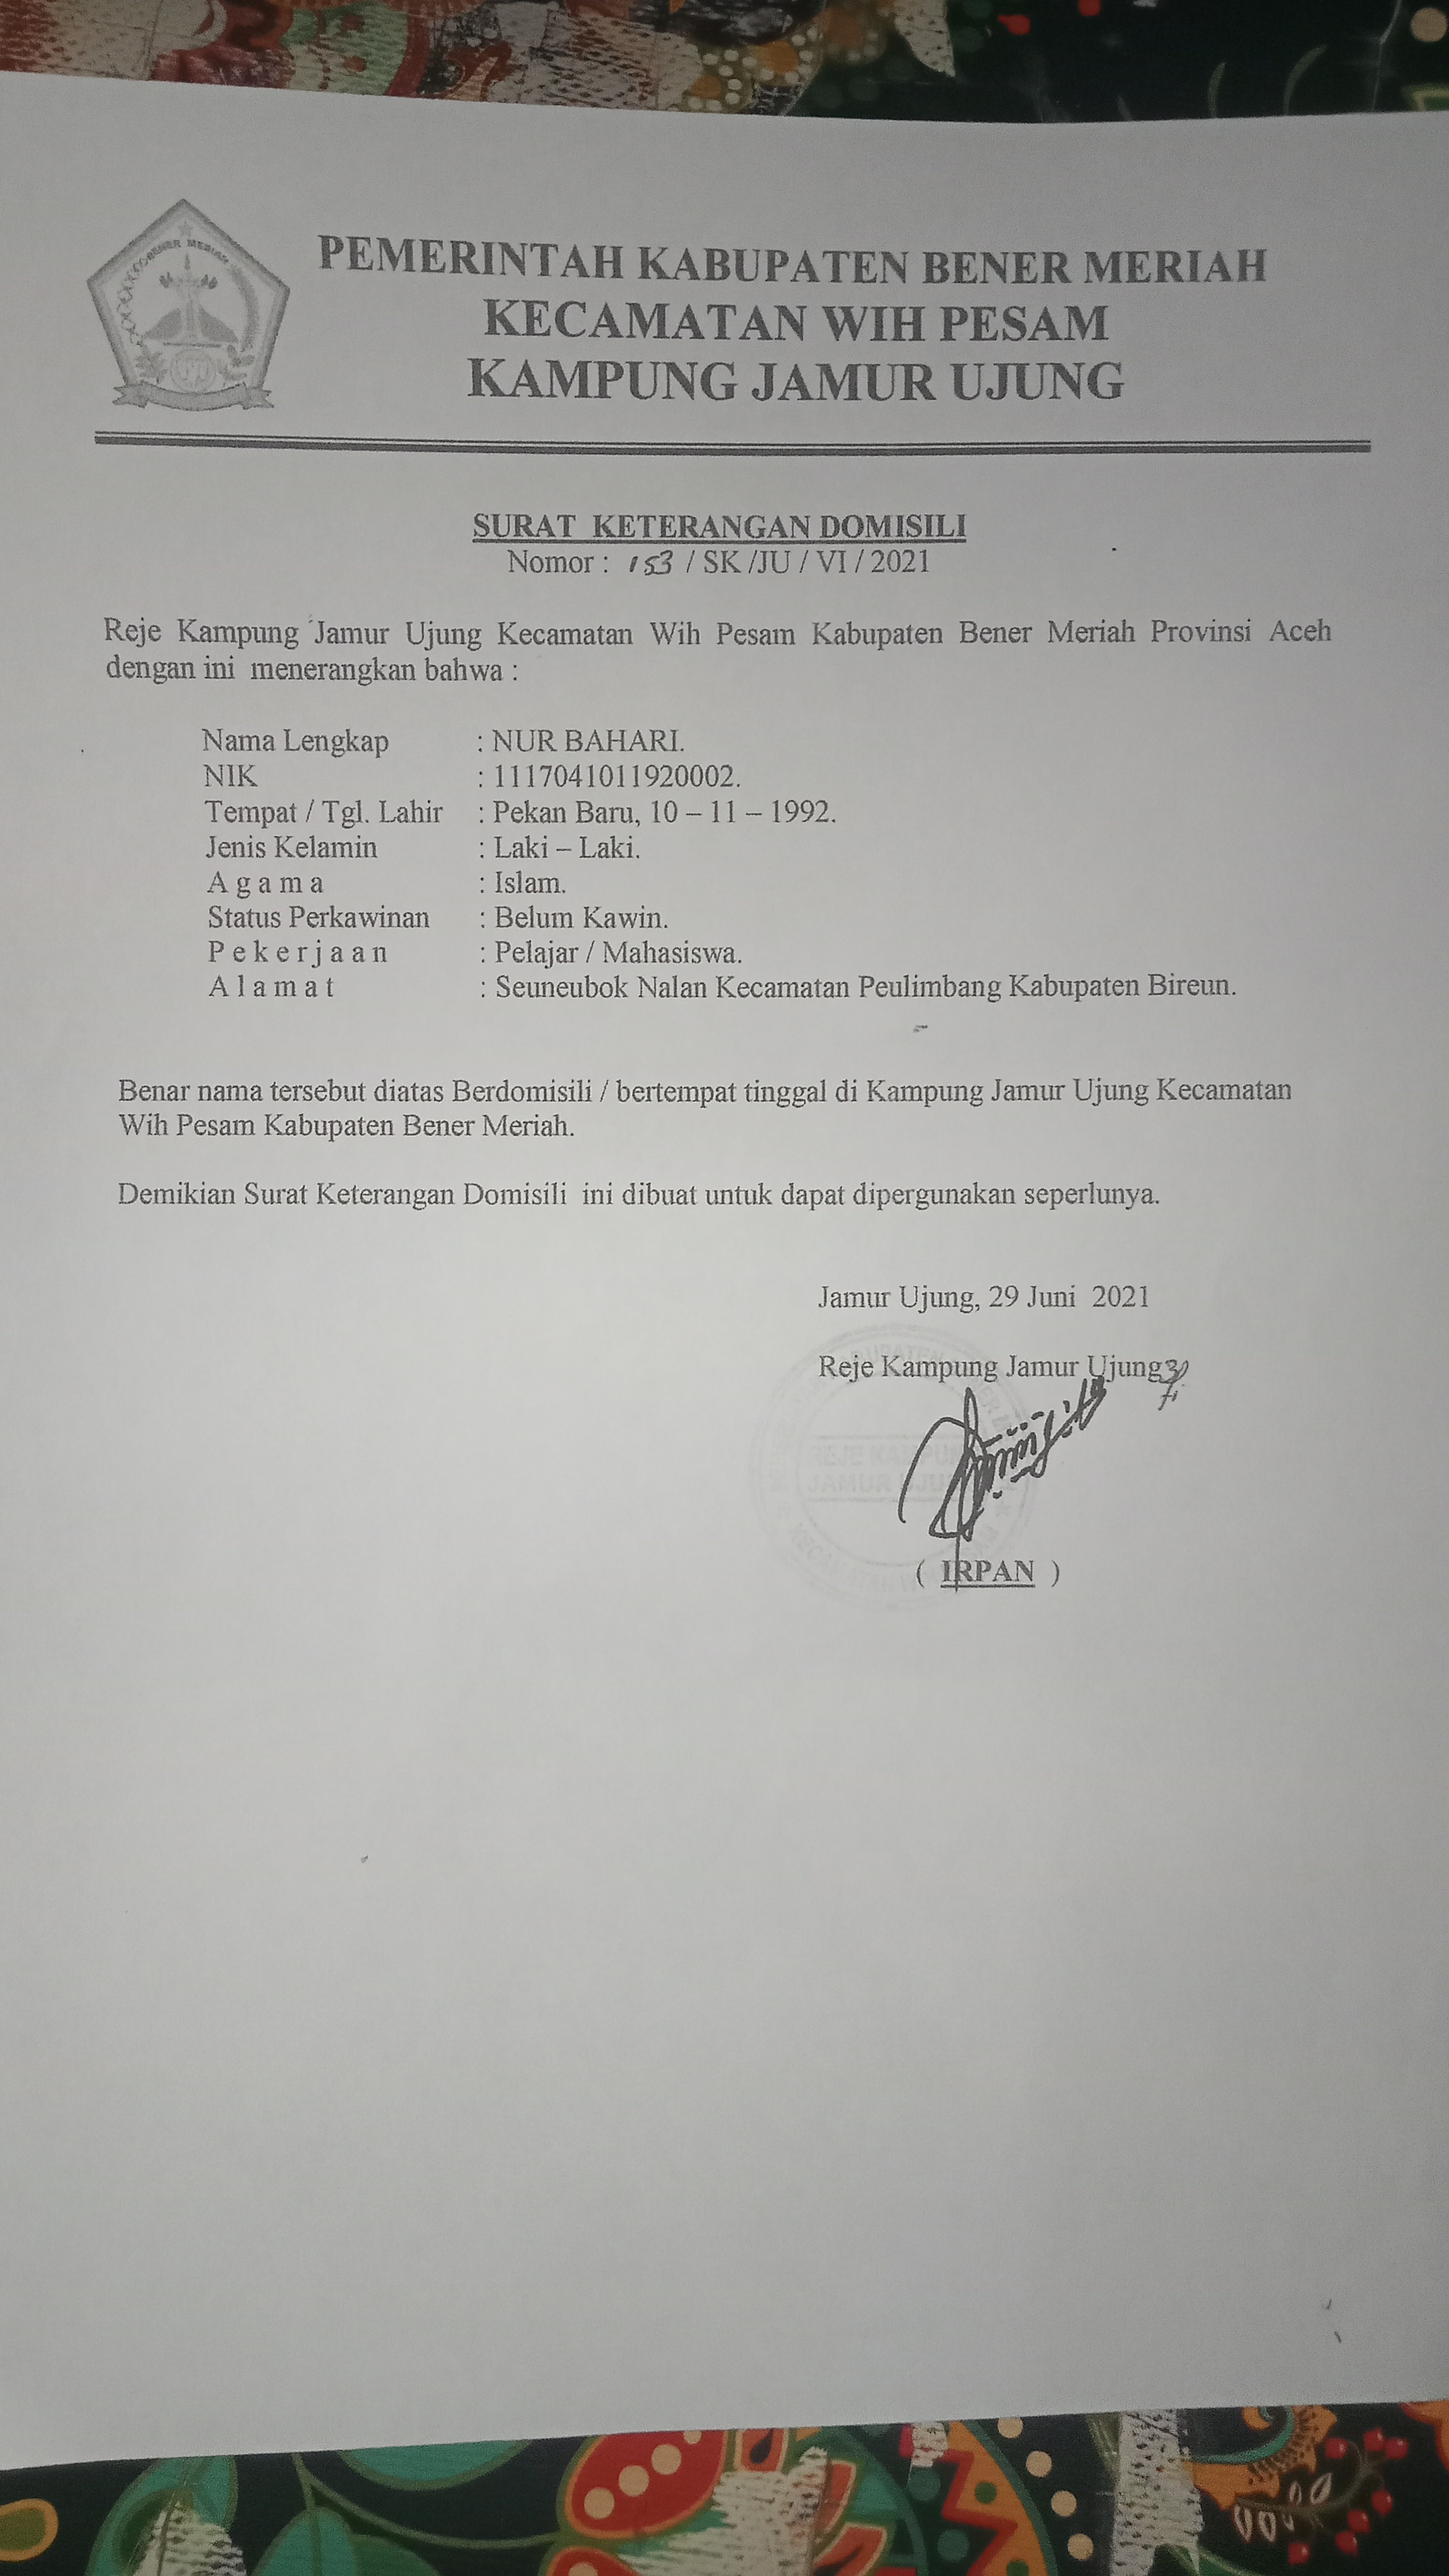 BENER MERIAH
PEMERINTAH KABUPATEN BENER MERIAH
KECAMATAN WIH PESAM
KAMPUNG JAMUR UJUNG
SURAT KETERANGAN DOMISILI
Nomor : 153 / SK /JU / VI / 2021
Reje Kampung Jamur Ujung Kecamatan Wih Pesam Kabupaten Bener Meriah Provinsi Aceh
dengan ini menerangkan bahwa :
Nama Lengkap : NUR BAHARI.
NIK : 1117041011920002.
Tempat / Tgl. Lahir : Pekan Baru, 10 – 11 – 1992.
Jenis Kelamin : Laki – Laki.
A g a m a : Islam.
Status Perkawinan : Belum Kawin.
P e k e r j a a n : Pelajar / Mahasiswa.
A l a m a t : Seuneubok Nalan Kecamatan Peulimbang Kabupaten Bireun.
Benar nama tersebut diatas Berdomisili / bertempat tinggal di Kampung Jamur Ujung Kecamatan
Wih Pesam Kabupaten Bener Meriah.
Demikian Surat Keterangan Domisili ini dibuat untuk dapat dipergunakan seperlunya.
Jamur Ujung, 29 Juni 2021
Reje Kampung Jamur Ujung
REJE KAMPUNG
JAMUR UJUNG
( IRPAN )